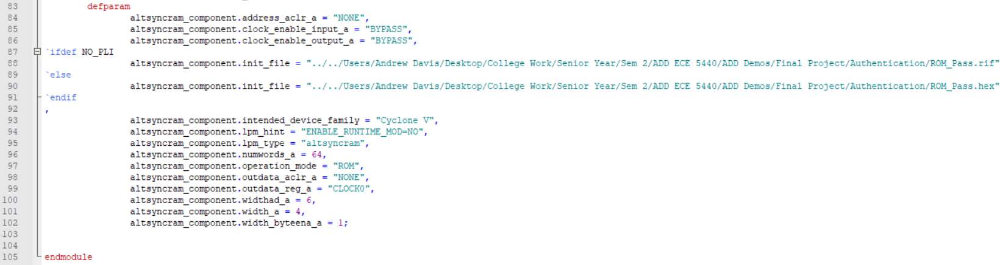 83 defparam
84 altsyncram_component.address_aclr_a = "NONE",
85 altsyncram_component.clock_enable_input_a = "BYPASS",
86 altsyncram_component.clock_enable_output_a = "BYPASS",
87 `ifdef NO_PLI
88 altsyncram_component.init_file = "../../Users/Andrew Davis/Desktop/College Work/Senior Year/Sem 2/ADD ECE 5440/ADD Demos/Final Project/Authentication/ROM_Pass.rif"
89 `else
90 altsyncram_component.init_file = "../../Users/Andrew Davis/Desktop/College Work/Senior Year/Sem 2/ADD ECE 5440/ADD Demos/Final Project/Authentication/ROM_Pass.hex"
91 `endif
92 ,
93 altsyncram_component.intended_device_family = "Cyclone V",
94 altsyncram_component.lpm_hint = "ENABLE_RUNTIME_MOD=NO",
95 altsyncram_component.lpm_type = "altsyncram",
96 altsyncram_component.numwords_a = 64,
97 altsyncram_component.operation_mode = "ROM",
98 altsyncram_component.outdata_aclr_a = "NONE",
99 altsyncram_component.outdata_reg_a = "CLOCK0",
100 altsyncram_component.widthad_a = 6,
101 altsyncram_component.width_a = 4,
102 altsyncram_component.width_byteena_a = 1;
103
104
105 endmodule